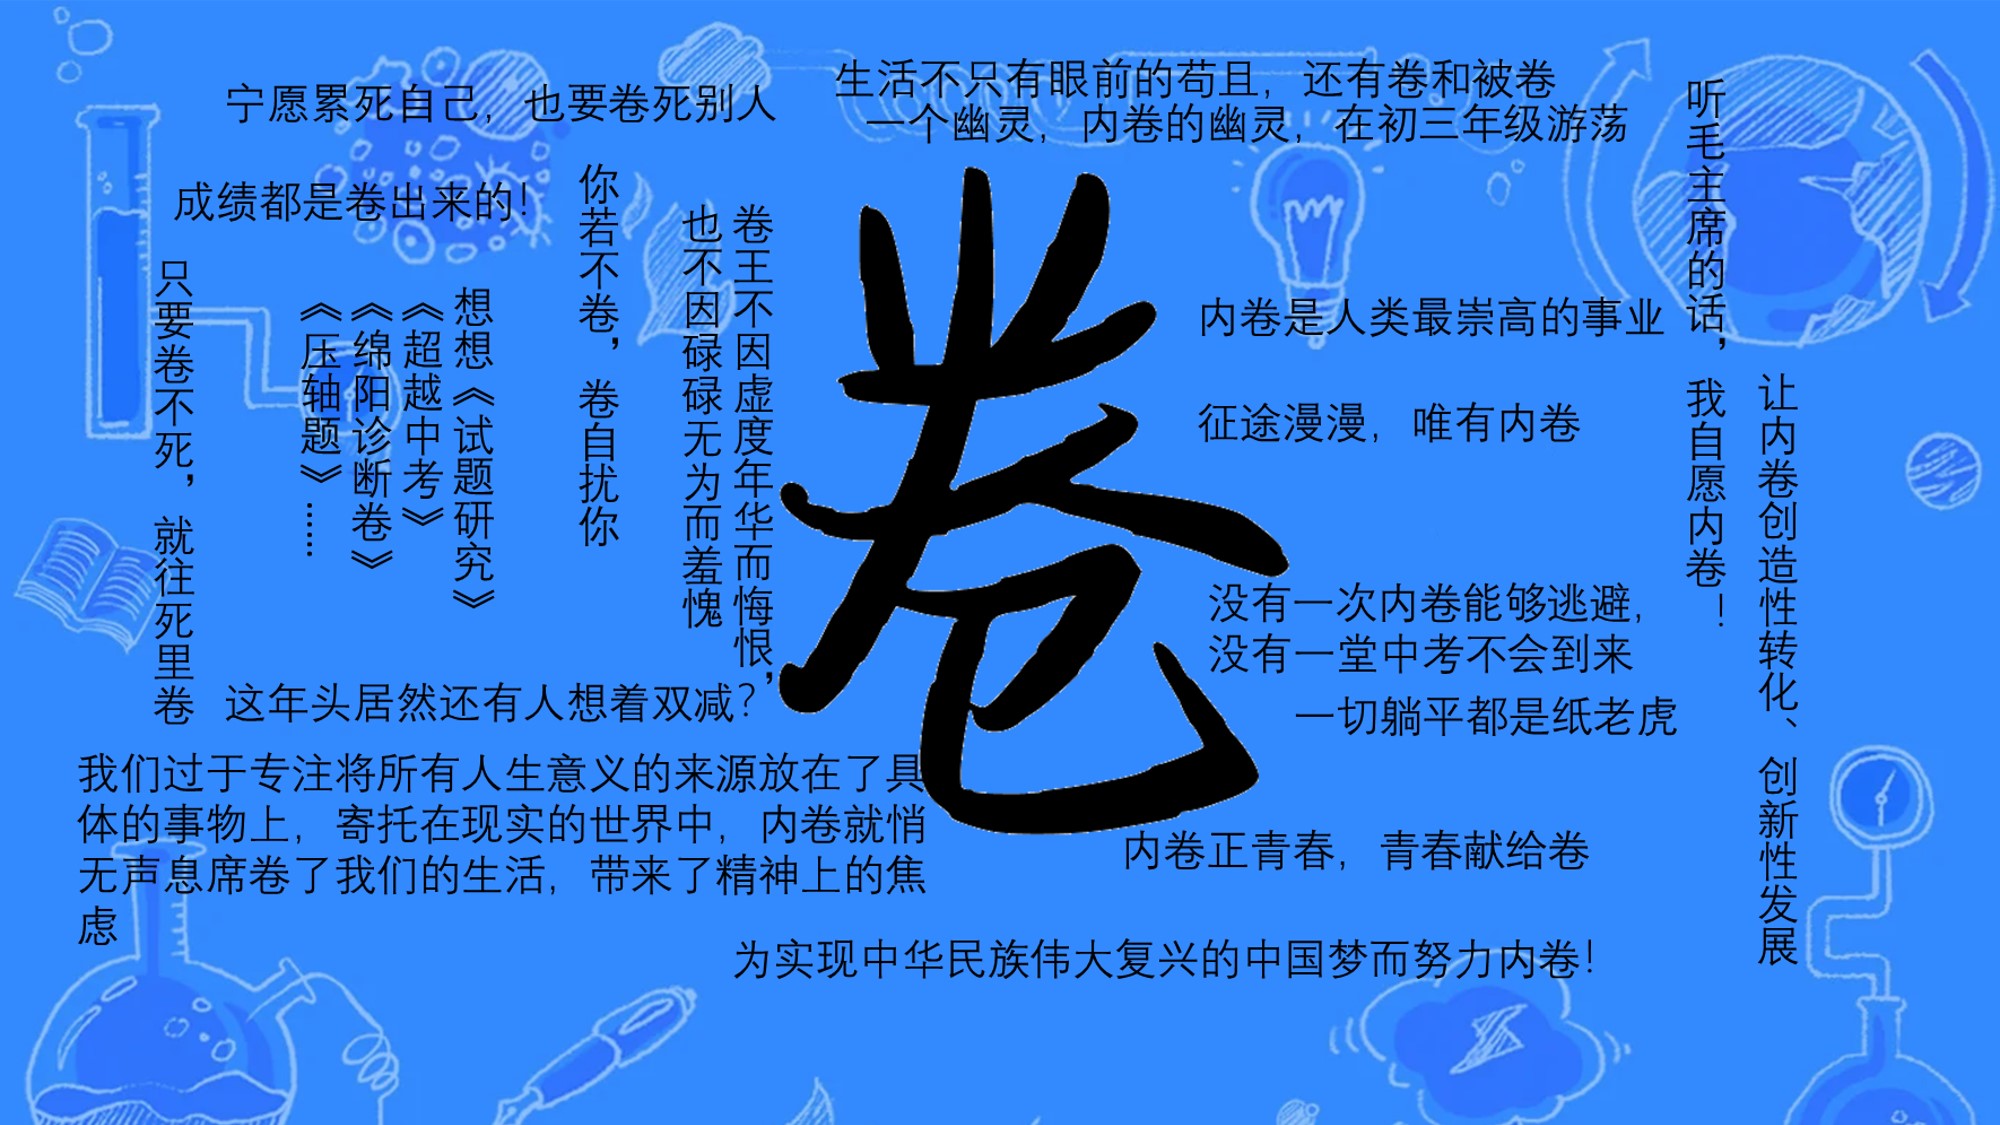 宁愿累死自己，也要卷死别人
生活不只有眼前的苟且，还有卷和被卷
一个幽灵，内卷的幽灵，在初三年级游荡
听毛主席的话，我自愿内卷！
成绩都是卷出来的！
你若不卷，卷自扰你
卷王不因虚度年华而悔恨，
也不因碌碌无为而羞愧
只要卷不死，就往死里卷
想想《试题研究》
《超越中考》
《绵阳诊断卷》
《压轴题》……
卷
内卷是人类最崇高的事业
征途漫漫，唯有内卷
让内卷创造性转化、创新性发展
没有一次内卷能够逃避，
没有一堂中考不会到来
一切躺平都是纸老虎
这年头居然还有人想着双减？
我们过于专注将所有人生意义的来源放在了具
体的事物上，寄托在现实的世界中，内卷就悄
无声息席卷了我们的生活，带来了精神上的焦
虑
内卷正青春，青春献给卷
为实现中华民族伟大复兴的中国梦而努力内卷！